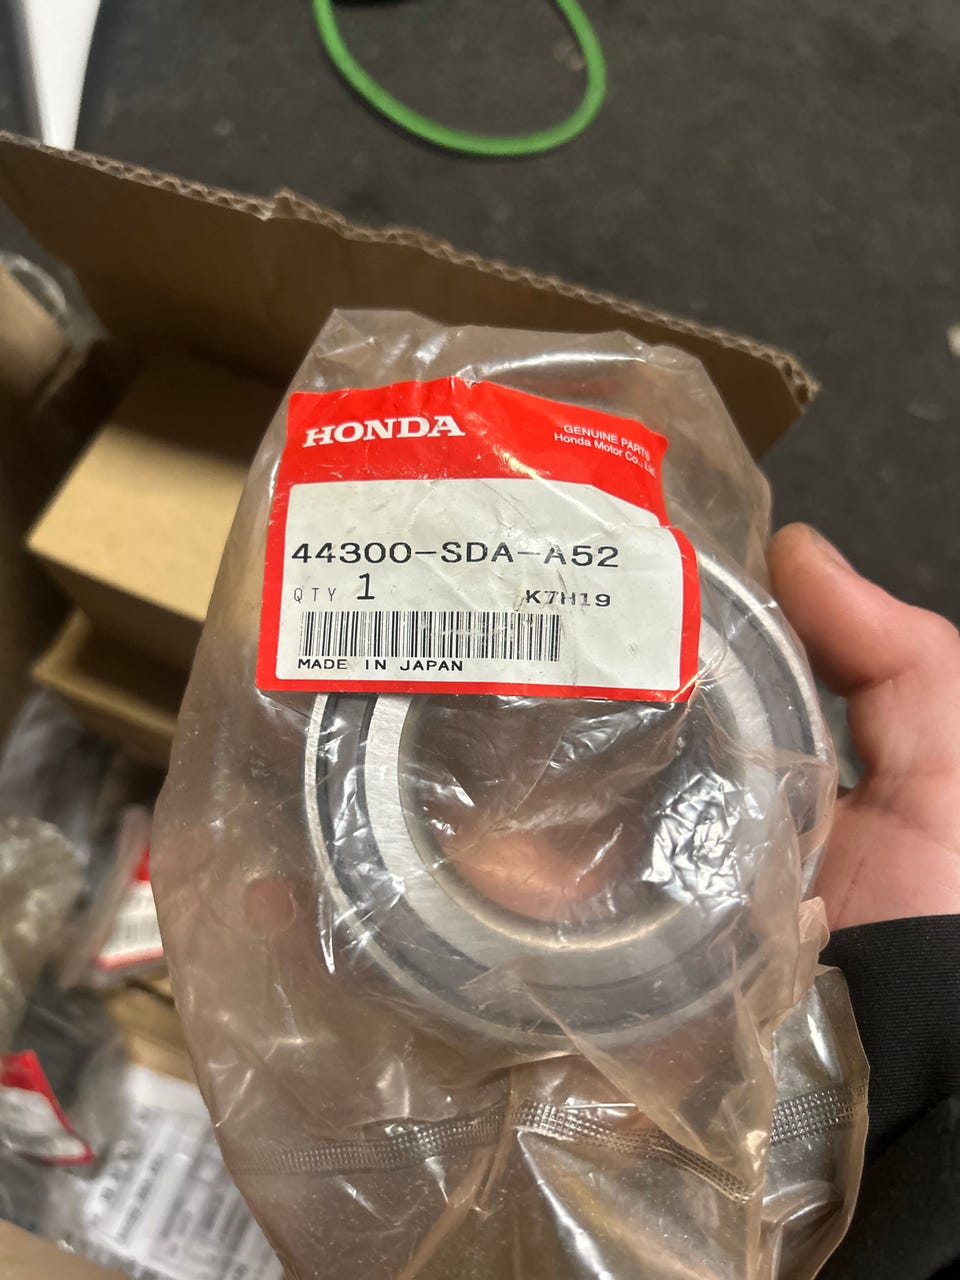 HONDA
GENUINE PARTS
Honda Motor Co., Ltd.
44300-SDA-A52
QTY 1 K7H19
MADE IN JAPAN